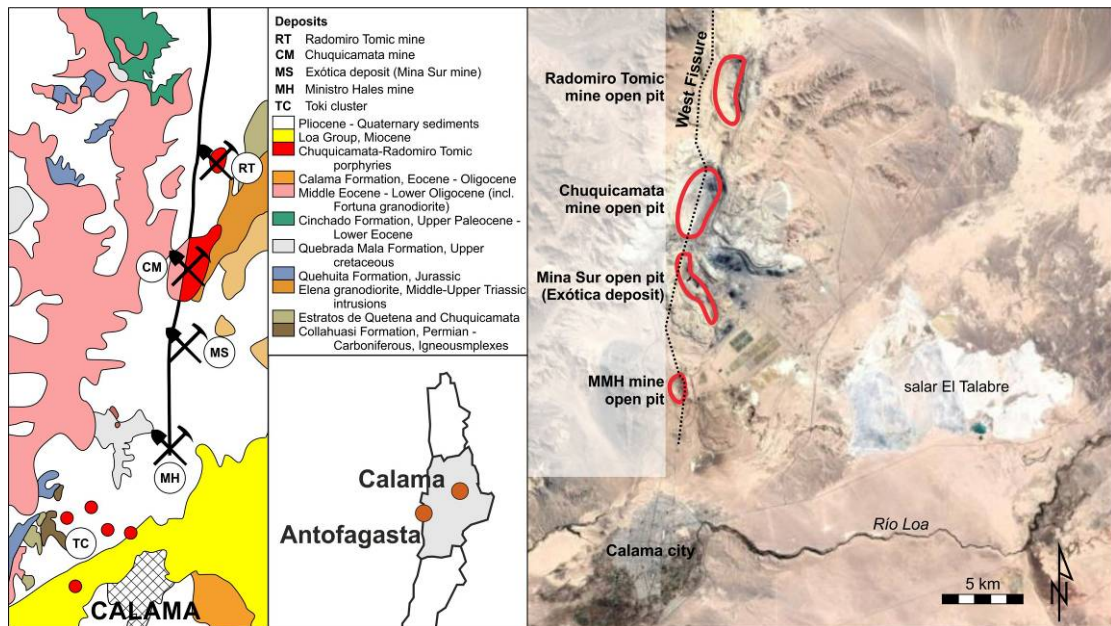 RT
CM
MS
MH
TC
CALAMA
Deposits
RT Radomiro Tomic mine
CM Chuquicamata mine
MS Exótica deposit (Mina Sur mine)
MH Ministro Hales mine
TC Toki cluster
Pliocene - Quaternary sediments
Loa Group, Miocene
Chuquicamata-Radomiro Tomic
porphyries
Calama Formation, Eocene - Oligocene
Middle Eocene - Lower Oligocene (incl.
Fortuna granodiorite)
Cinchado Formation, Upper Paleocene -
Lower Eocene
Quebrada Mala Formation, Upper
cretaceous
Quehuita Formation, Jurassic
Elena granodiorite, Middle-Upper Triassic
intrusions
Estratos de Quetena and Chuquicamata
Collahuasi Formation, Permian -
Carboniferous, Igneousmplexes
Calama
Antofagasta
West Fissure
Radomiro Tomic
mine open pit
Chuquicamata
mine open pit
Mina Sur open pit
(Exótica deposit)
MMH mine
open pit
salar El Talabre
Río Loa
Calama city
5 km
N